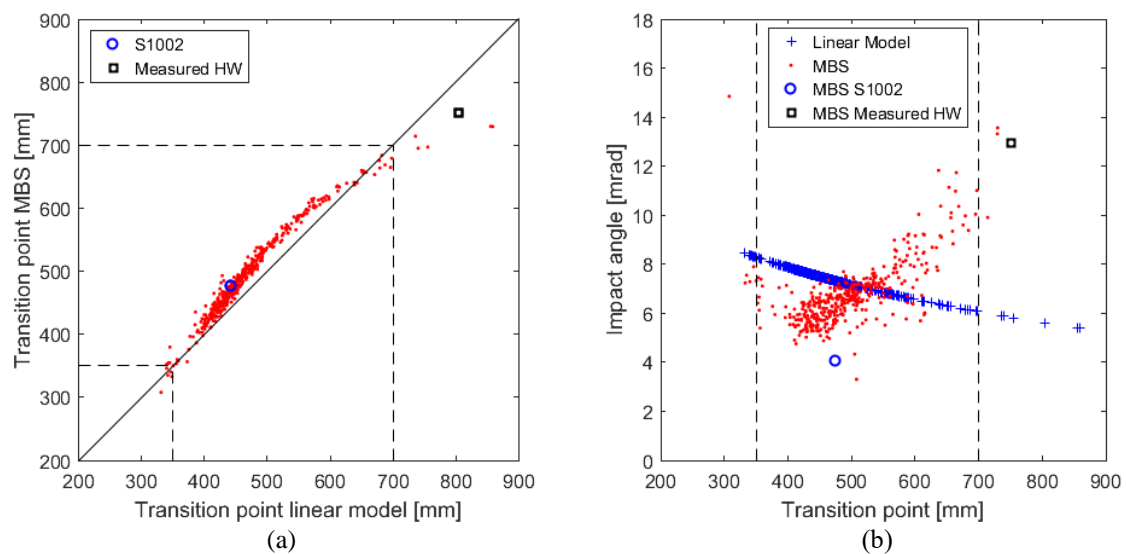 900
800
700
600
500
400
300
200
Transition point MBS [mm]
S1002
Measured HW
200 300 400 500 600 700 800 900
Transition point linear model [mm]
(a)
18
16
14
12
10
8
6
4
2
0
Impact angle [mrad]
Linear Model
MBS
MBS S1002
MBS Measured HW
200 300 400 500 600 700 800 900
Transition point [mm]
(b)